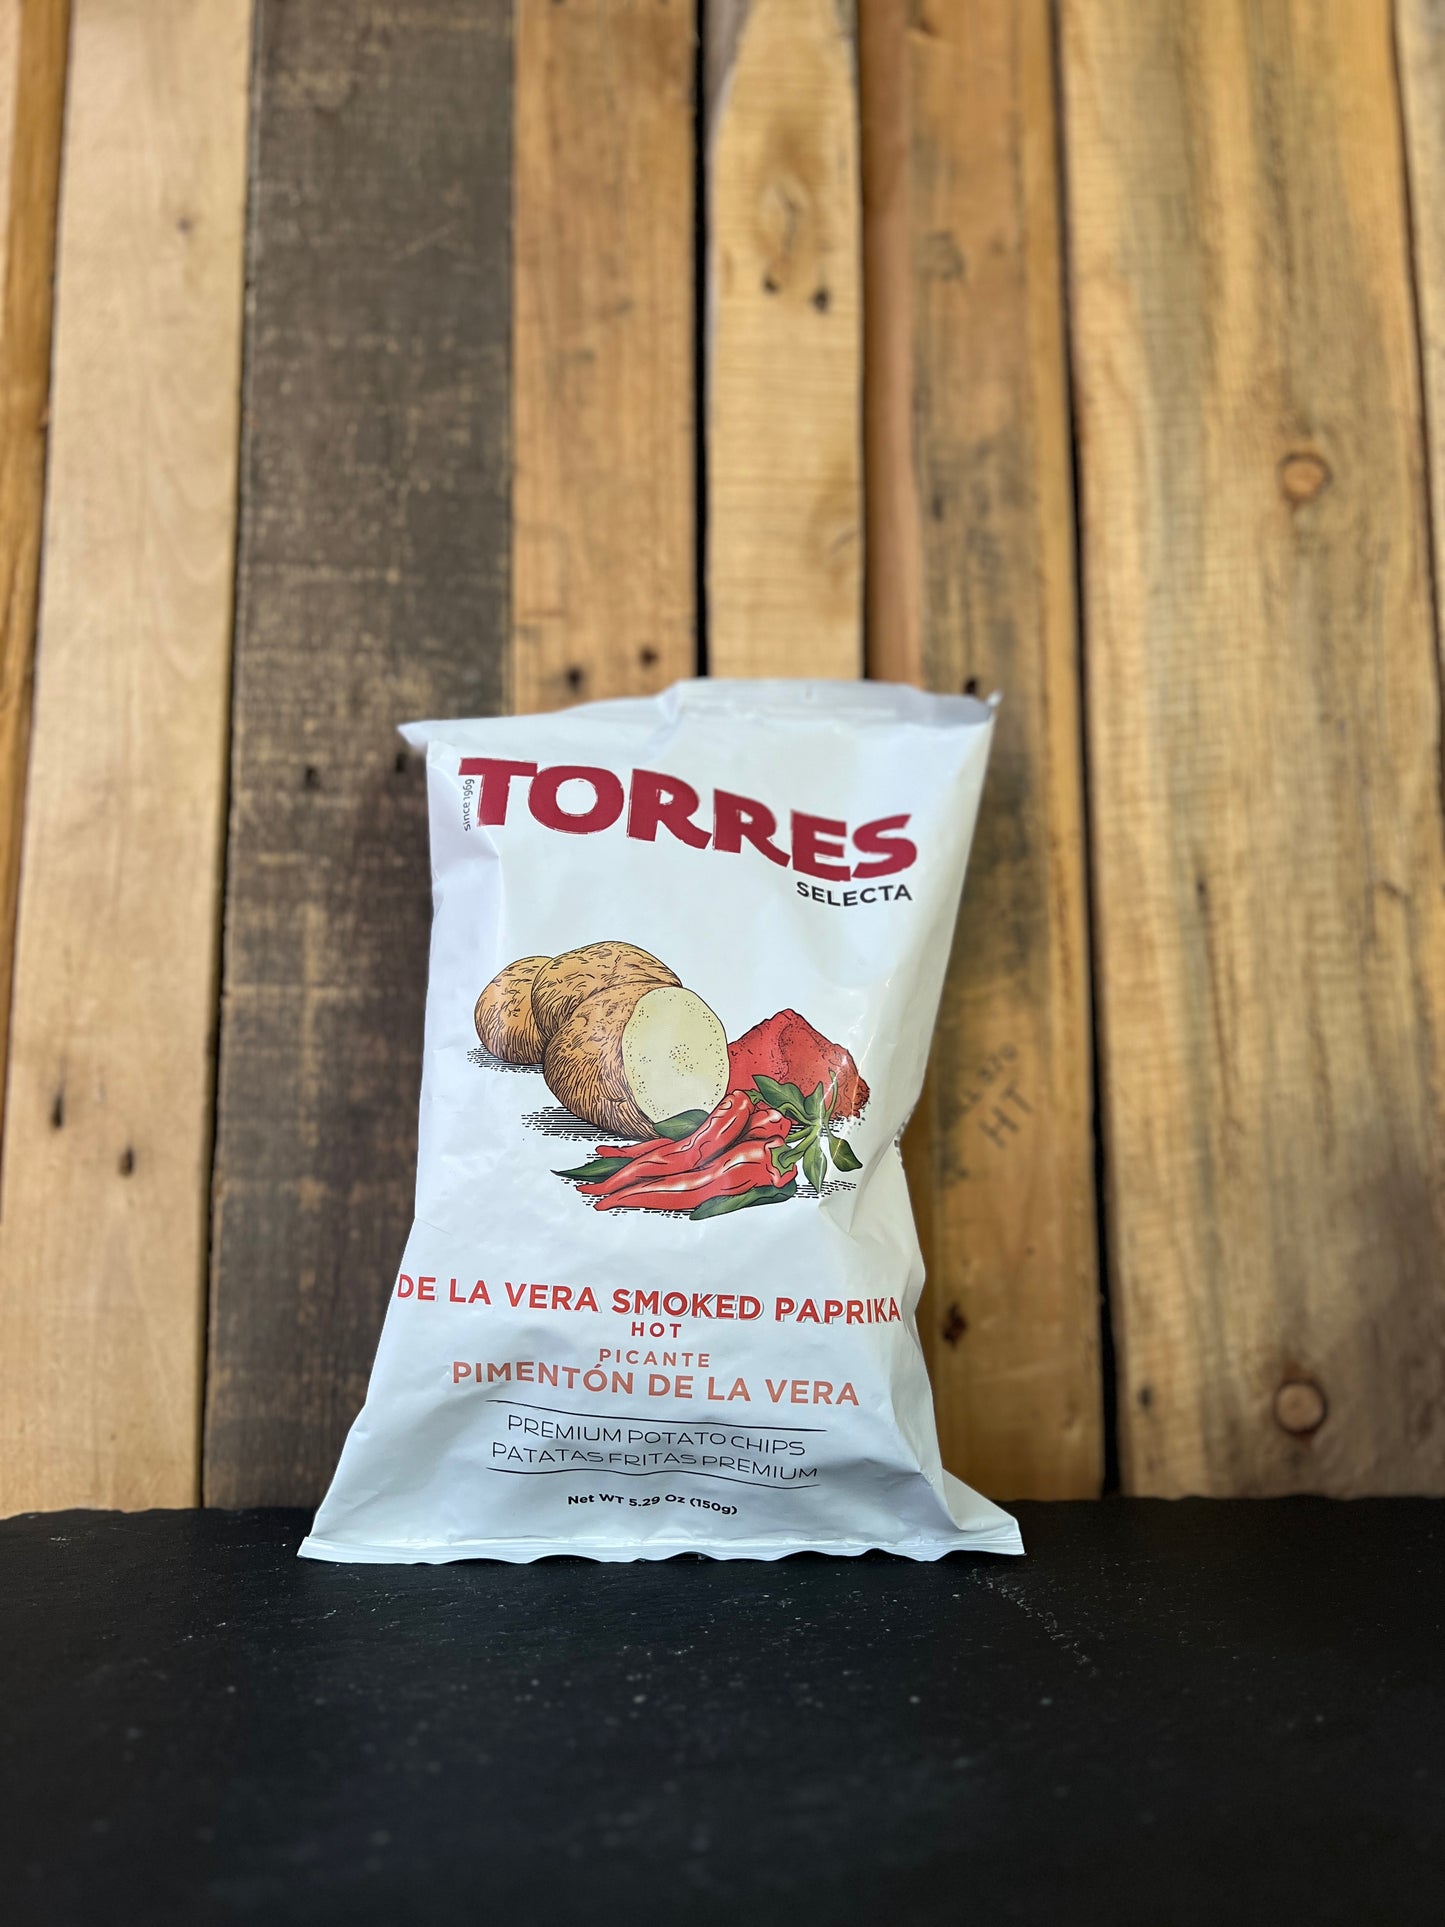 since 1969
TORRES
SELECTA
DE LA VERA SMOKED PAPRIKA
HOT
PICANTE
PIMENTÓN DE LA VERA
PREMIUM POTATO CHIPS
PATATAS FRITAS PREMIUM
Net WT 5.29 Oz (150g)
HT